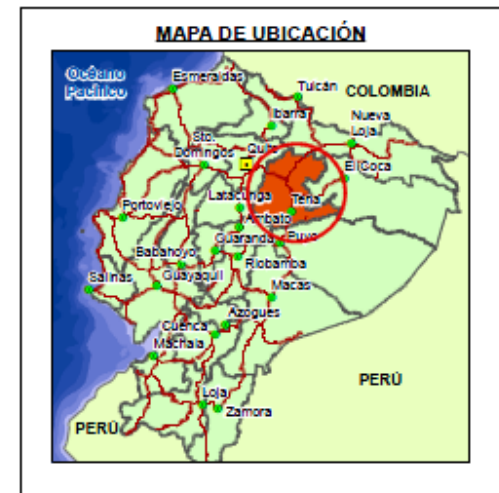 MAPA DE UBICACIÓN
Océano
Pacífico
Esmeraldas
Tulcán
COLOMBIA
Ibarra
Nueva
Loja
Sto.
Domingos
Quito
El Coca
Latacunga
Tena
Portoviejo
Ambato
Puyo
Guaranda
Babahoyo
Riobamba
Salinas
Guayaquil
Macas
Azogues
Cuenca
Machala
PERÚ
Loja
Zamora
PERÚ